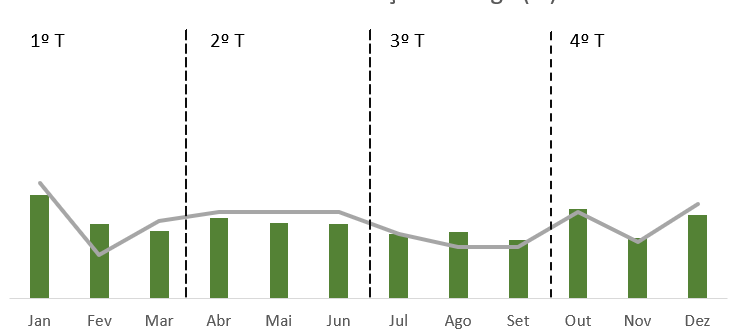 1º T 2º T 3º T 4º T
Jan Fev Mar Abr Mai Jun Jul Ago Set Out Nov Dez